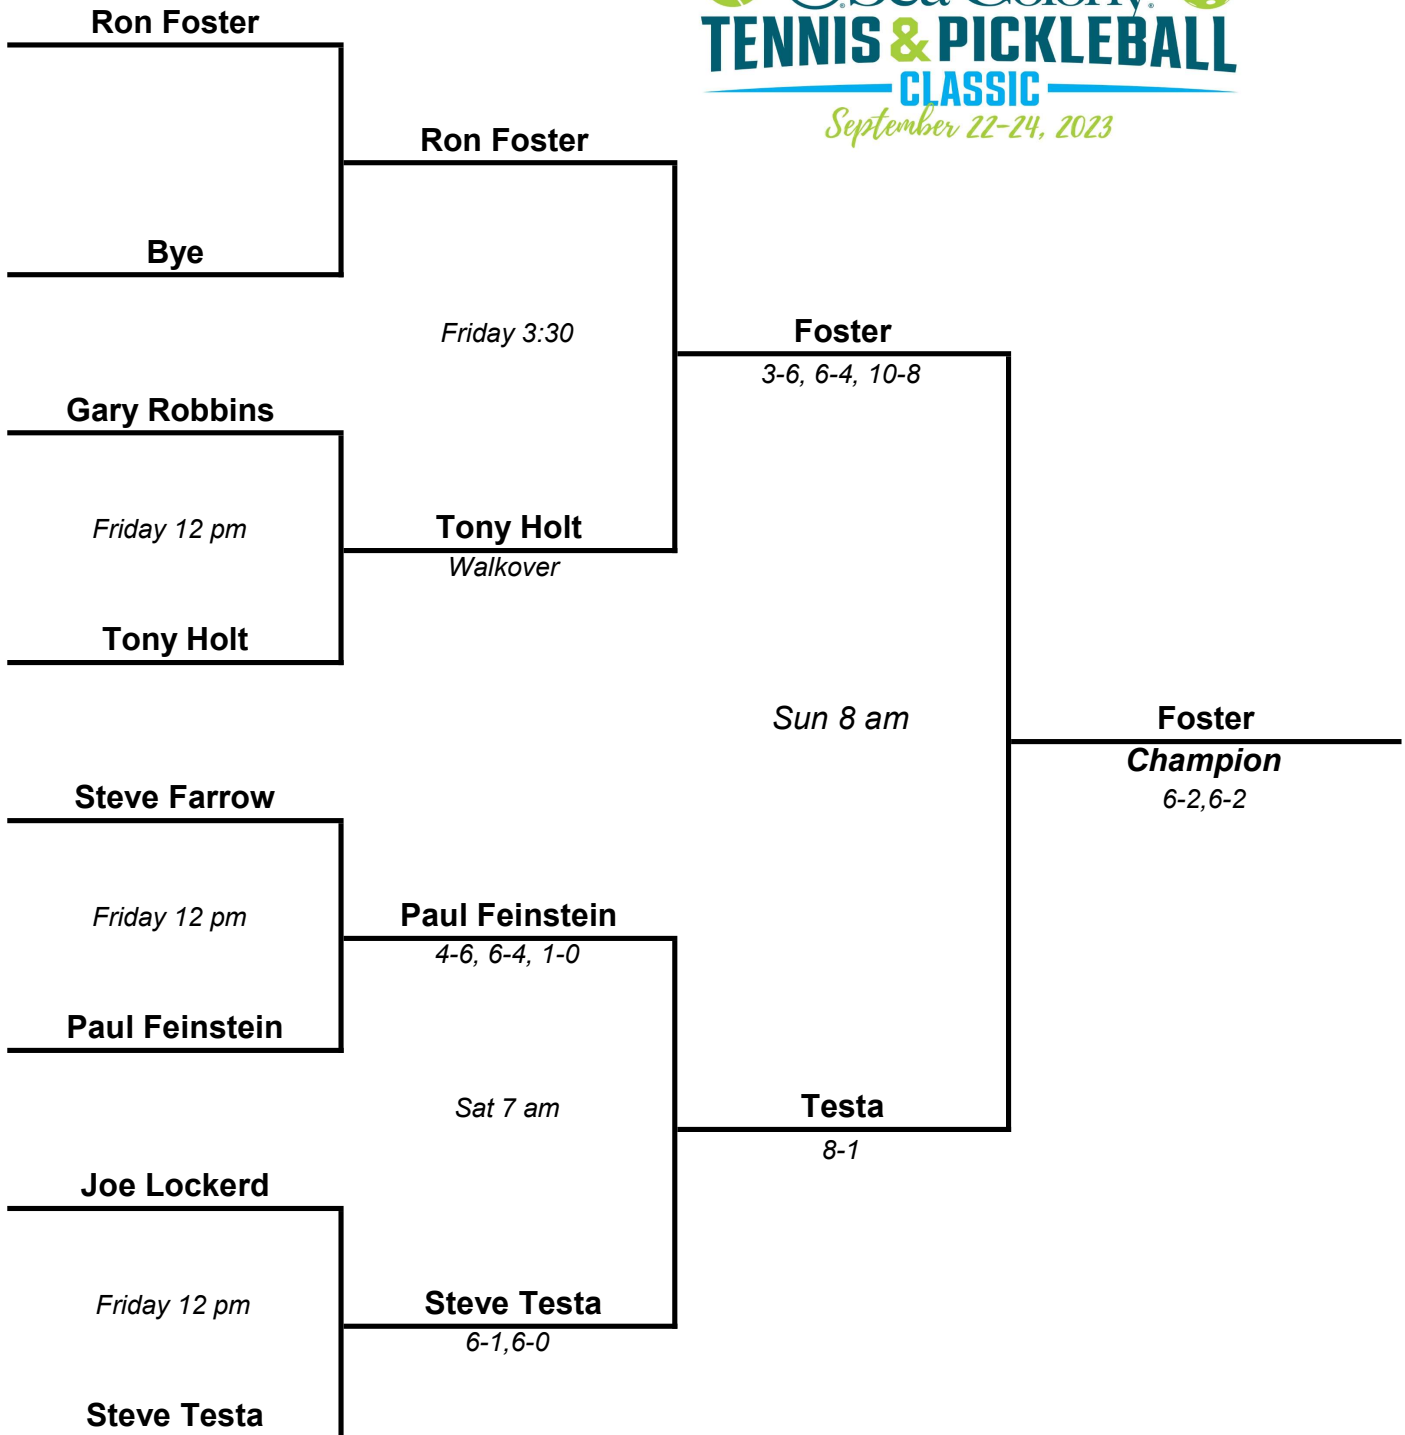 Sea Colony
TENNIS & PICKLEBALL
CLASSIC
September 22-24, 2023
Ron Foster
Bye
Gary Robbins
Friday 12 pm
Tony Holt
Steve Farrow
Friday 12 pm
Paul Feinstein
Joe Lockerd
Friday 12 pm
Steve Testa
Ron Foster
Friday 3:30
Tony Holt
Walkover
Paul Feinstein
4-6, 6-4, 1-0
Sat 7 am
Steve Testa
6-1,6-0
Foster
3-6, 6-4, 10-8
Sun 8 am
Testa
8-1
Foster
Champion
6-2,6-2